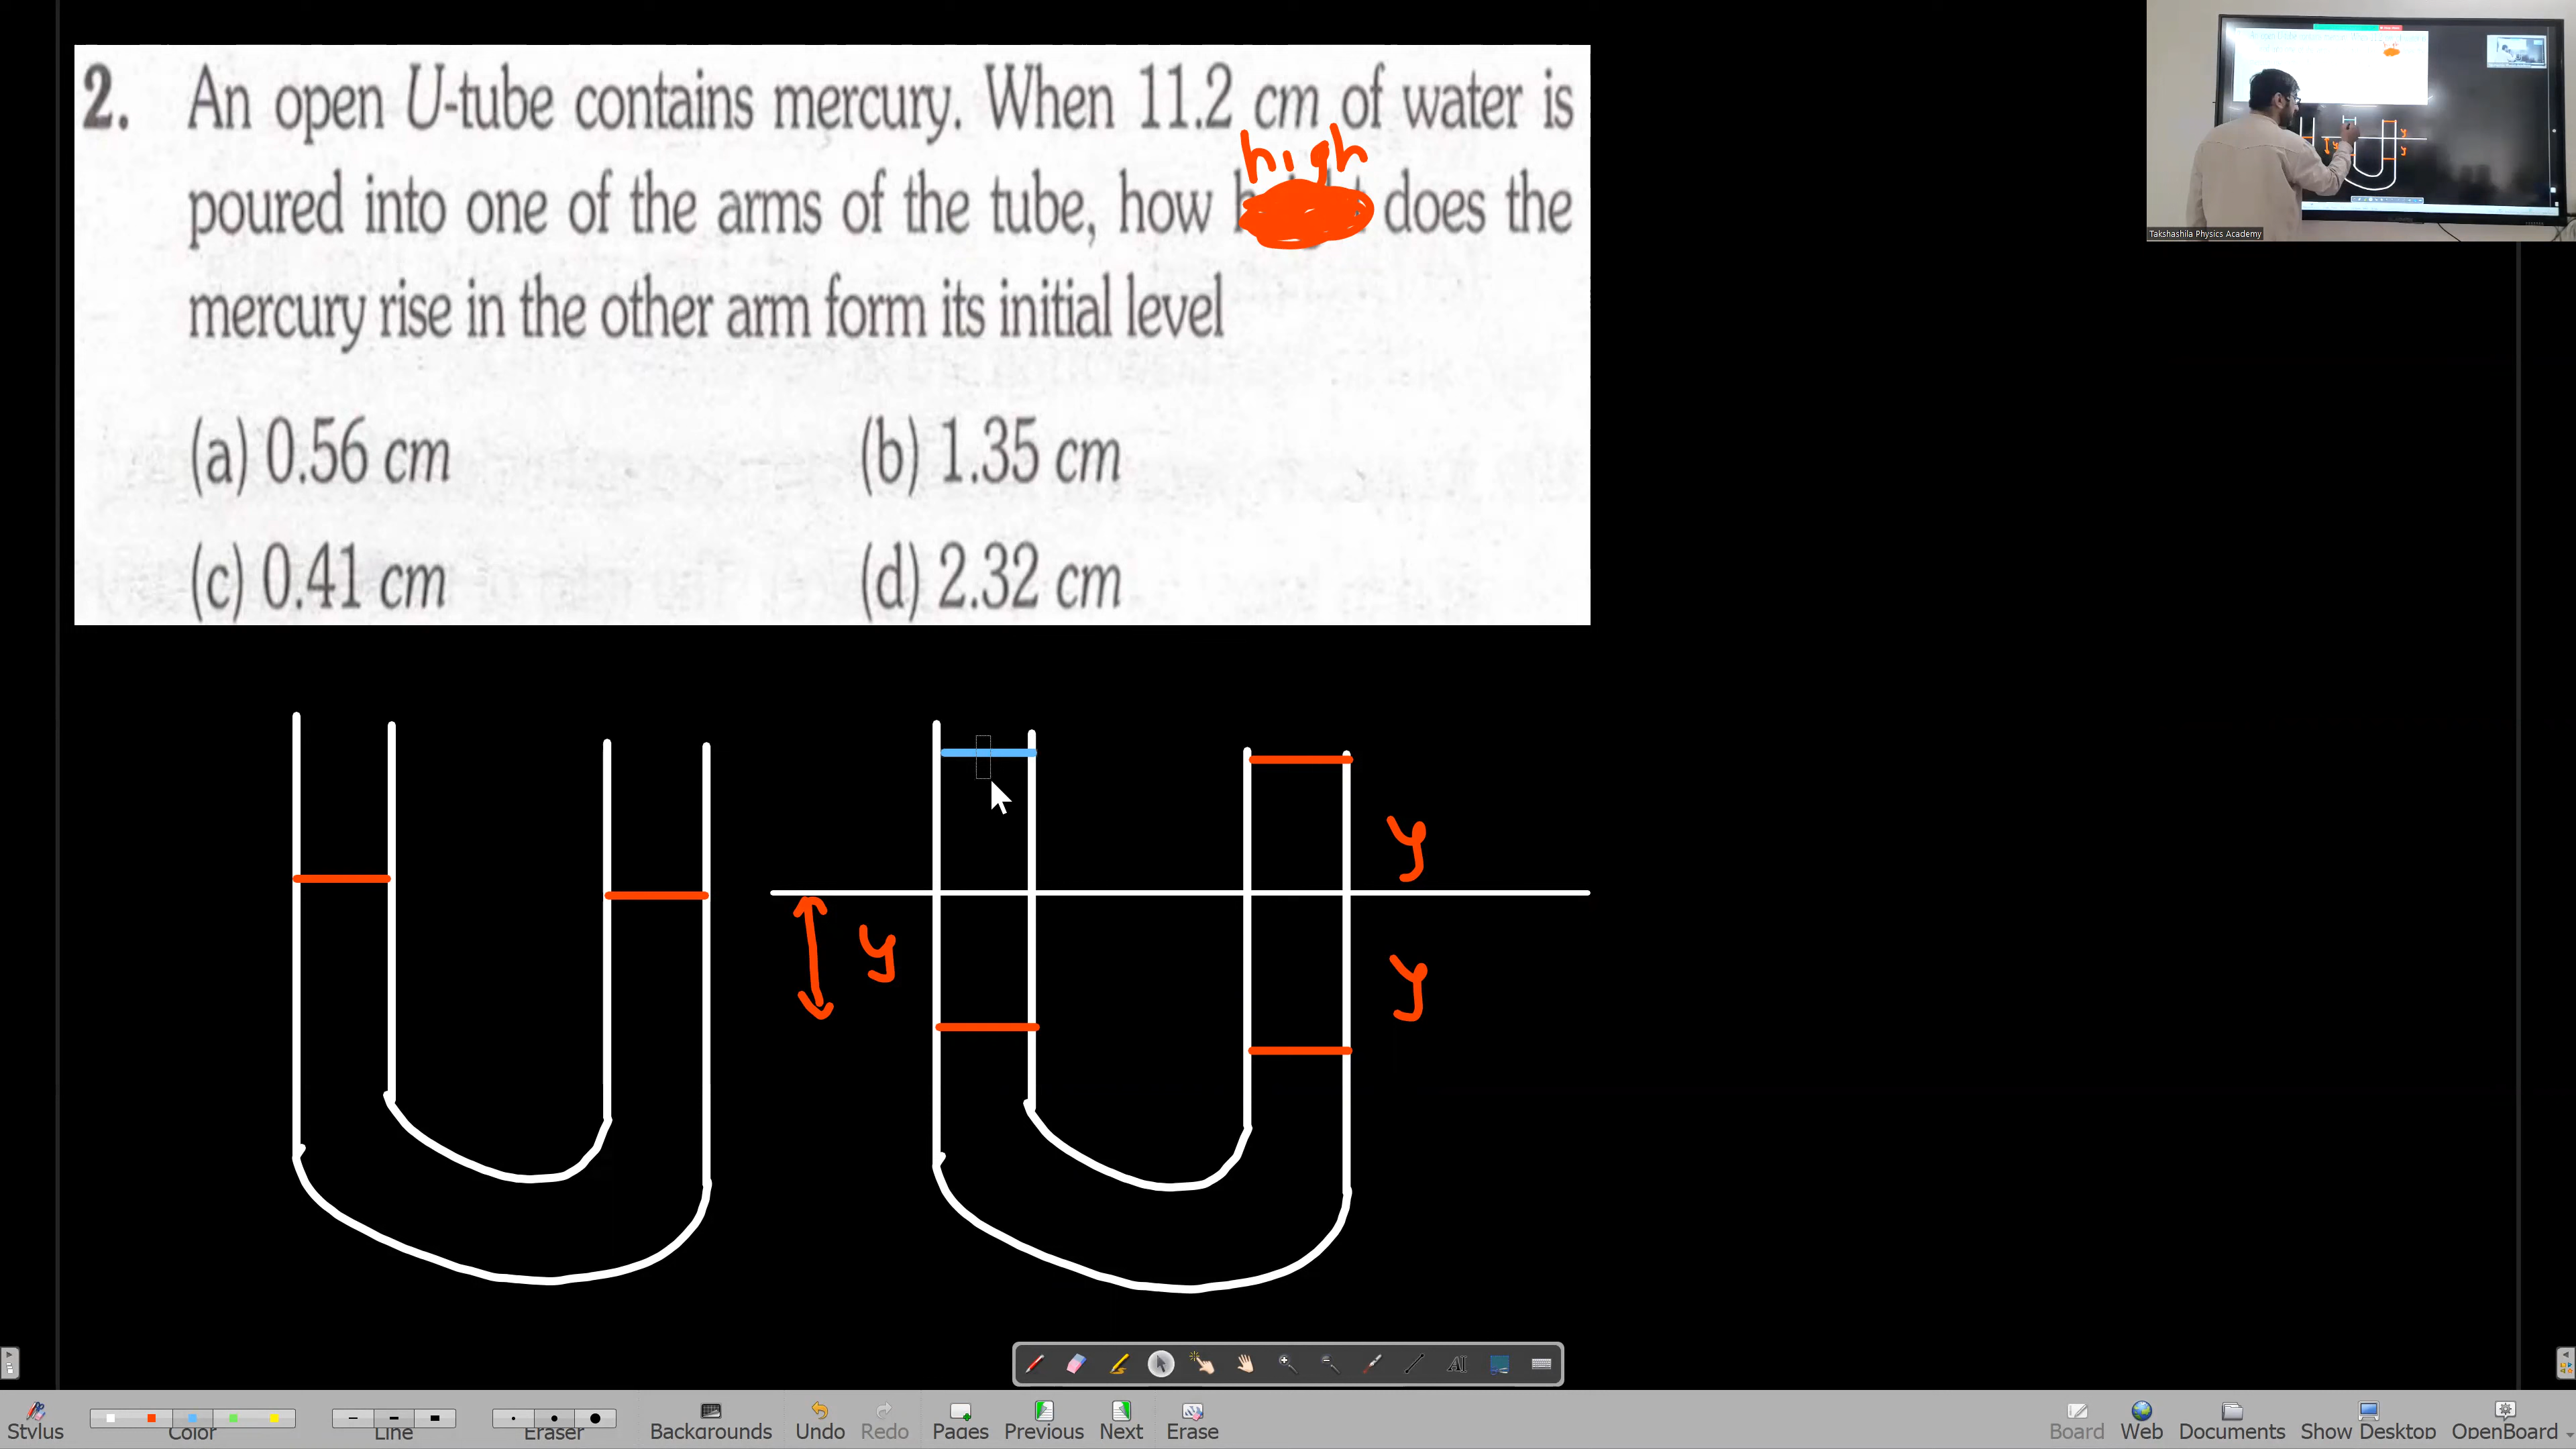 2. An open U-tube contains mercury. When 11.2 cm of water is
high
poured into one of the arms of the tube, how does the
mercury rise in the other arm form its initial level
(a) 0.56 cm (b) 1.35 cm
(c) 0.41 cm (d) 2.32 cm
y
y
y
Takshashila Physics Academy
Stylus Color Line Eraser Backgrounds Undo Redo Pages Previous Next Erase Board Web Documents Show Desktop OpenBoard